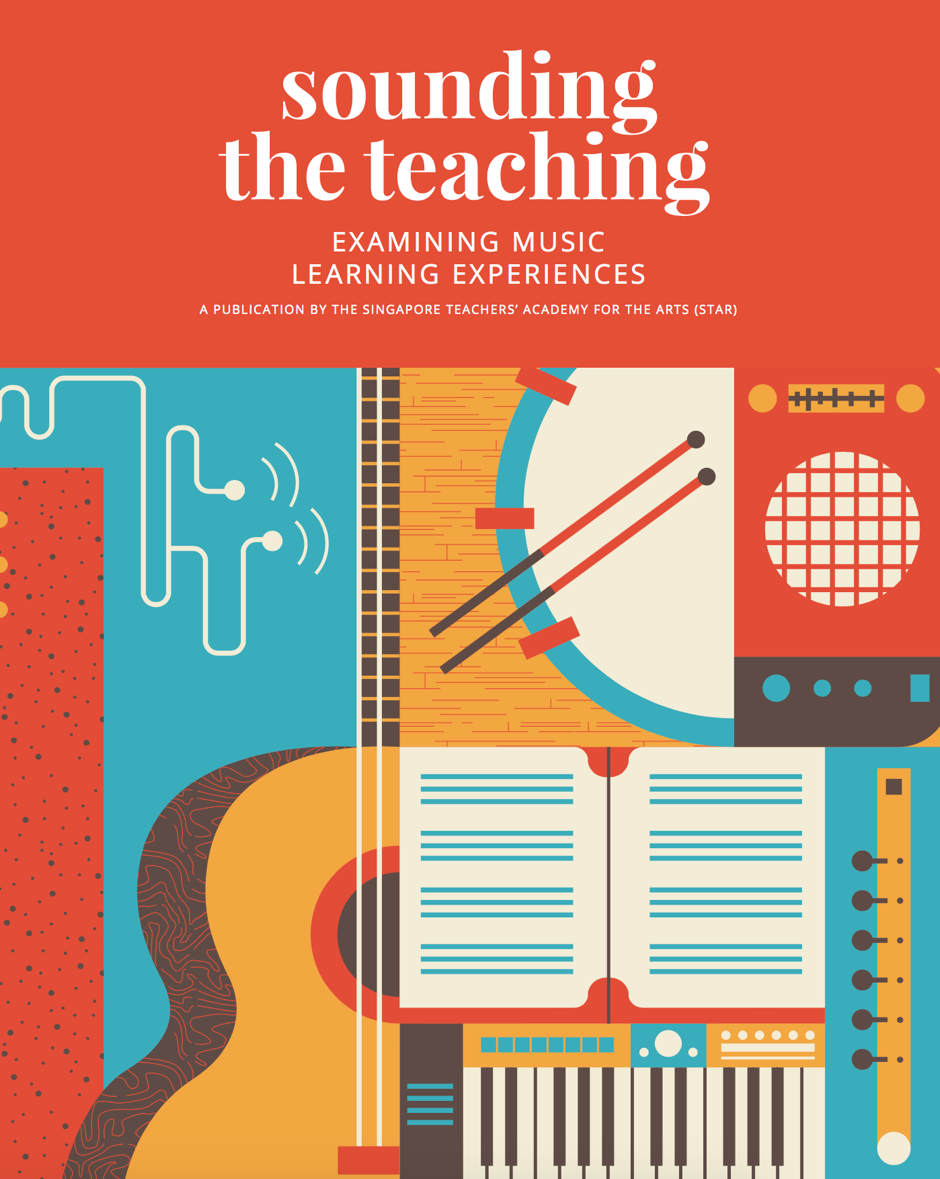 sounding
the teaching
EXAMINING MUSIC
LEARNING EXPERIENCES
A PUBLICATION BY THE SINGAPORE TEACHERS’ ACADEMY FOR THE ARTS (STAR)